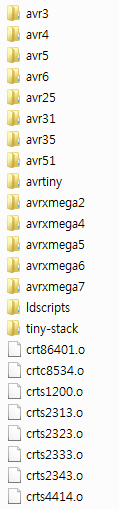 avr3
avr4
avr5
avr6
avr25
avr31
avr35
avr51
avrtiny
avrxmega2
avrxmega4
avrxmega5
avrxmega6
avrxmega7
ldscripts
tiny-stack
crt86401.o
crtc8534.o
crts1200.o
crts2313.o
crts2323.o
crts2333.o
crts2343.o
crts4414.o